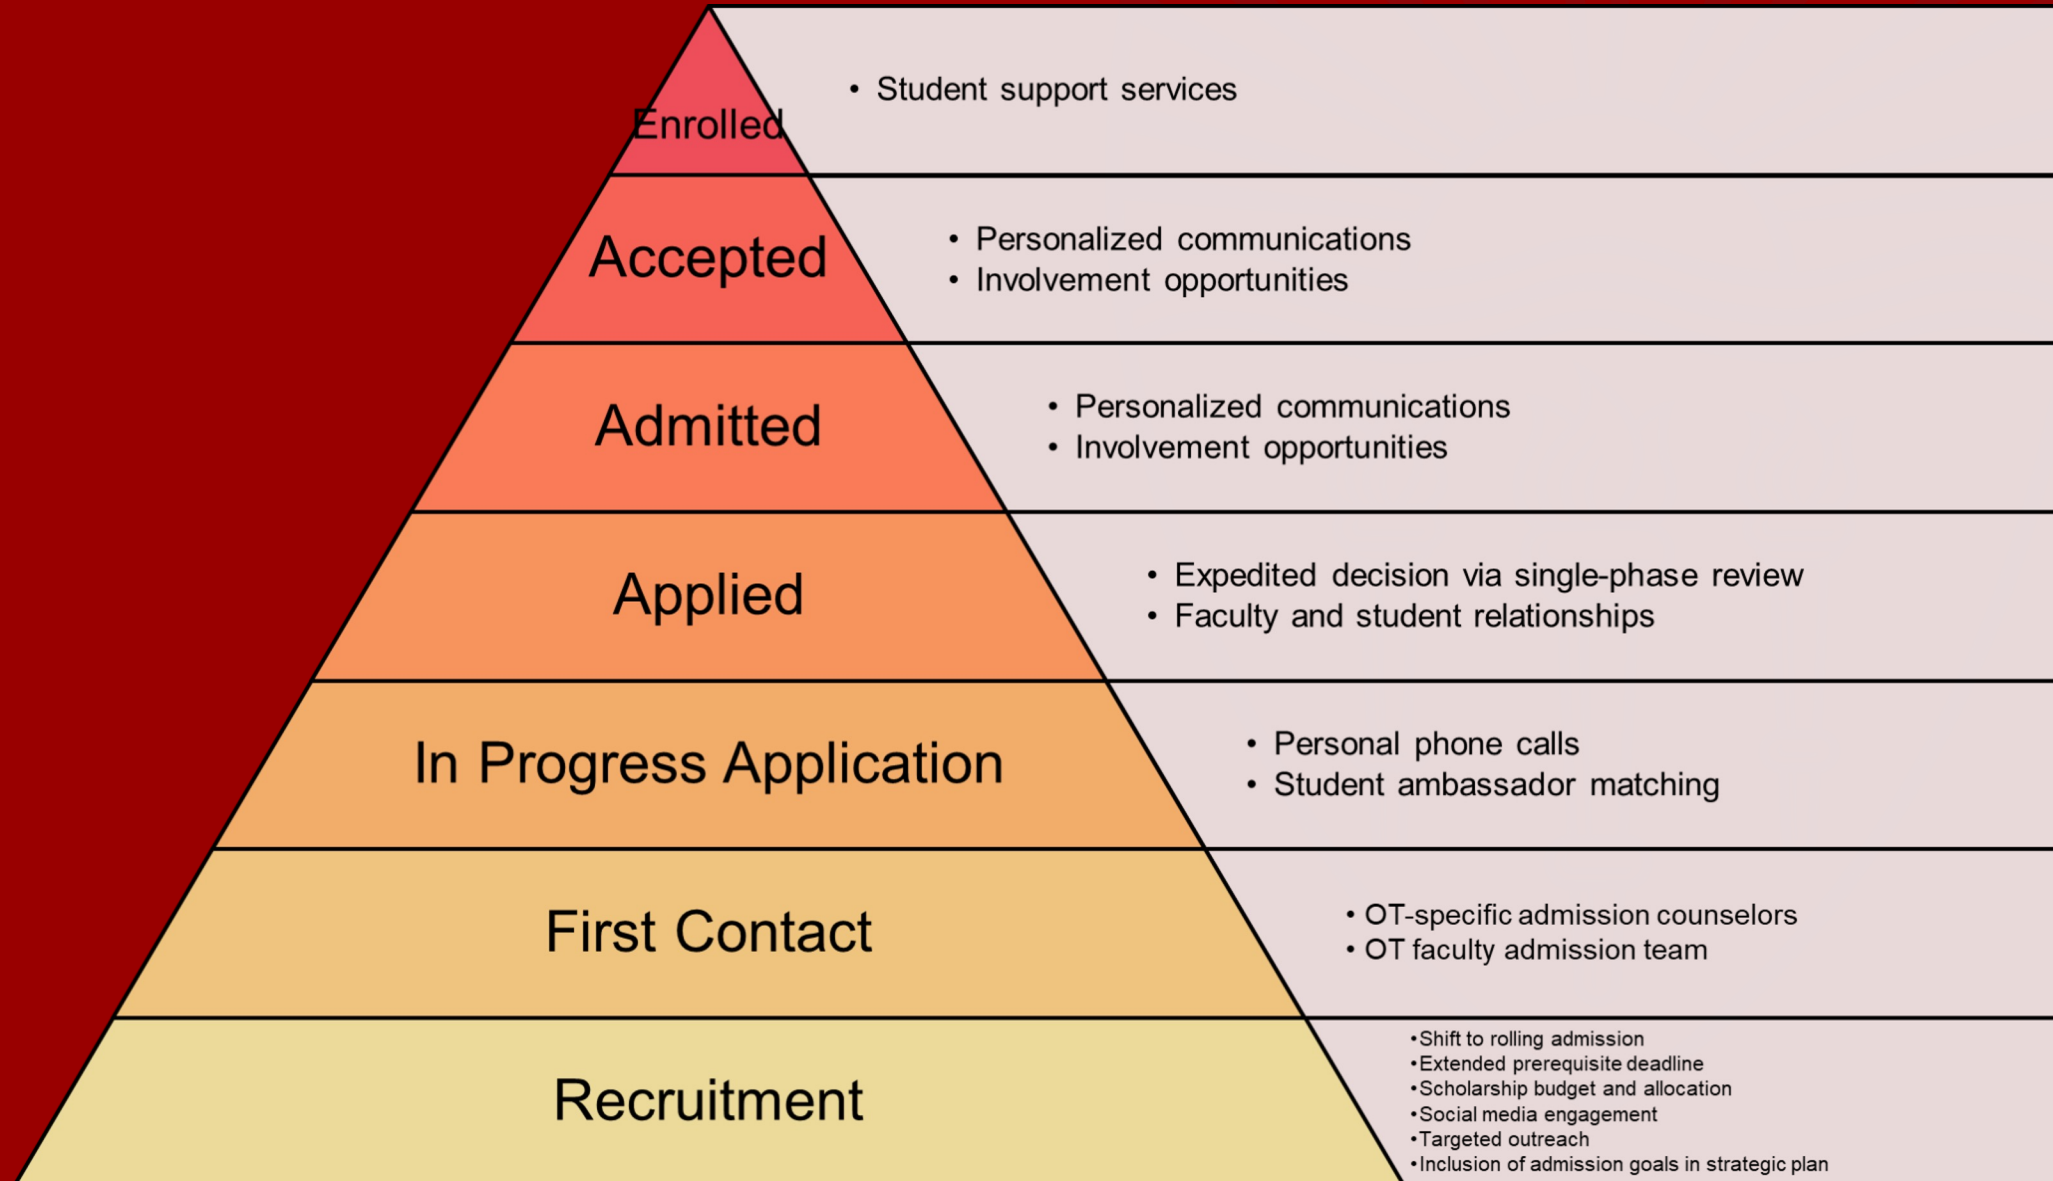 Enrolled
• Student support services
Accepted
• Personalized communications
• Involvement opportunities
Admitted
• Personalized communications
• Involvement opportunities
Applied
• Expedited decision via single-phase review
• Faculty and student relationships
In Progress Application
• Personal phone calls
• Student ambassador matching
First Contact
• OT-specific admission counselors
• OT faculty admission team
Recruitment
•Shift to rolling admission
•Extended prerequisite deadline
•Scholarship budget and allocation
•Social media engagement
•Targeted outreach
•Inclusion of admission goals in strategic plan